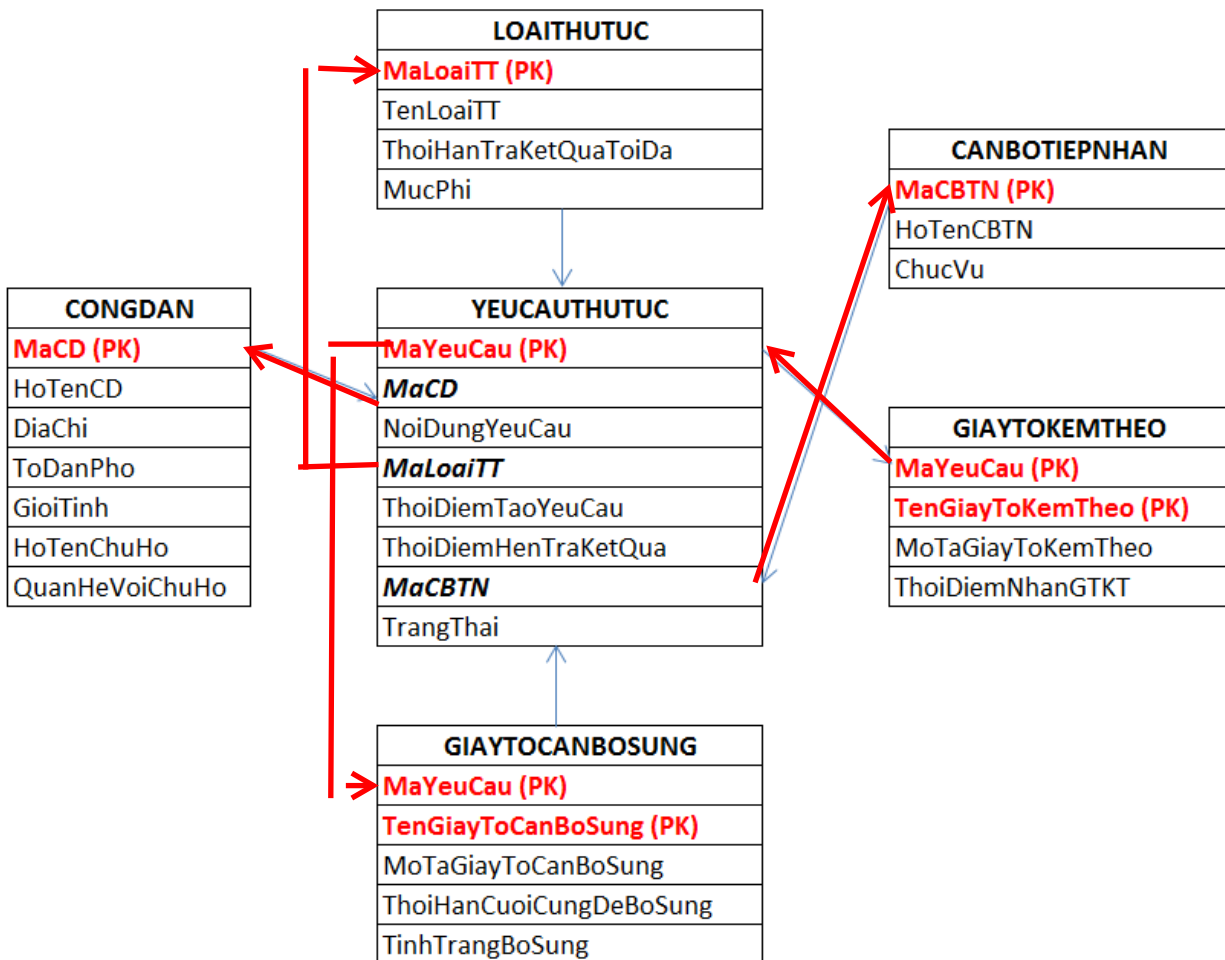 LOAITHUTUC
MaLoaiTT (PK)
TenLoaiTT
ThoiHanTraKetQuaToiDa
MucPhi
CANBOTIEPNHAN
MaCBTN (PK)
HoTenCBTN
ChucVu
CONGDAN
MaCD (PK)
HoTenCD
DiaChi
ToDanPho
GioiTinh
HoTenChuHo
QuanHeVoiChuHo
YEUCAUTHUTUC
MaYeuCau (PK)
MaCD
NoiDungYeuCau
MaLoaiTT
ThoiDiemTaoYeuCau
ThoiDiemHenTraKetQua
MaCBTN
TrangThai
GIAYTOKEMTHEO
MaYeuCau (PK)
TenGiayToKemTheo (PK)
MoTaGiayToKemTheo
ThoiDiemNhanGTKT
GIAYTOCANBOSUNG
MaYeuCau (PK)
TenGiayToCanBoSung (PK)
MoTaGiayToCanBoSung
ThoiHanCuoiCungDeBoSung
TinhTrangBoSung